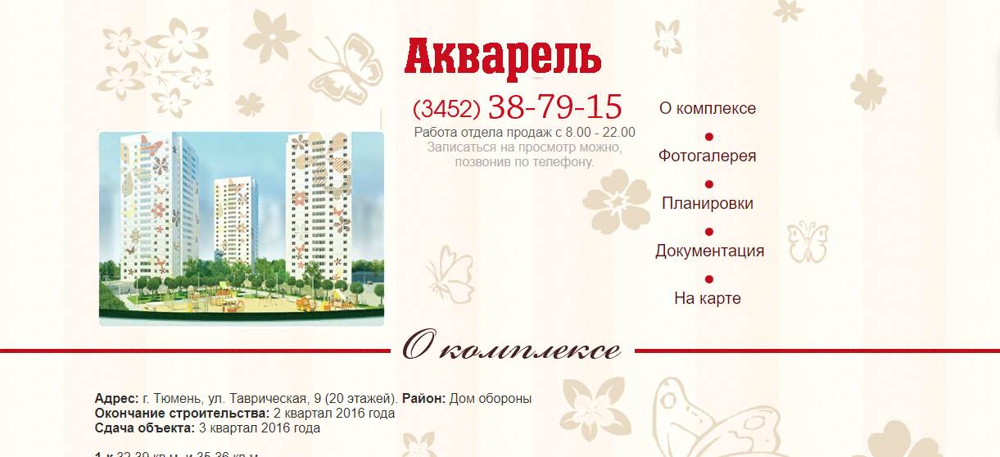 Акварель
(3452) 38-79-15
Работа отдела продаж с 8.00 - 22.00
Записаться на просмотр можно,
позвонив по телефону.
О комплексе
Фотогалерея
Планировки
Документация
На карте
О комплексе
Адрес: г. Тюмень, ул. Таврическая, 9 (20 этажей). Район: Дом обороны
Окончание строительства: 2 квартал 2016 года
Сдача объекта: 3 квартал 2016 года
1-к 32,39 кв.м. и 35,36 кв.м.